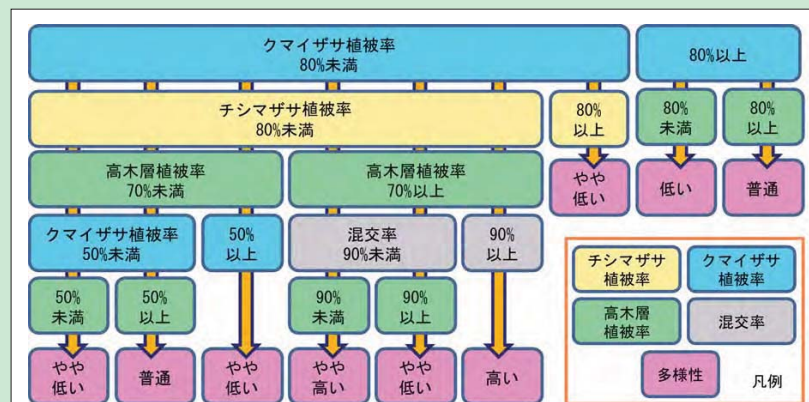 クマイザサ植被率
80%未満
80%以上
チシマザサ植被率
80%未満
80%
以上
80%
未満
80%
以上
高木層植被率
70%未満
高木層植被率
70%以上
やや
低い
低い
普通
クマイザサ植被率
50%未満
50%
以上
混交率
90%未満
90%
以上
50%
未満
50%
以上
90%
未満
90%
以上
やや
低い
普通
やや
低い
やや
高い
やや
低い
高い
チシマザサ
植被率
クマイザサ
植被率
高木層
植被率
混交率
多様性
凡例